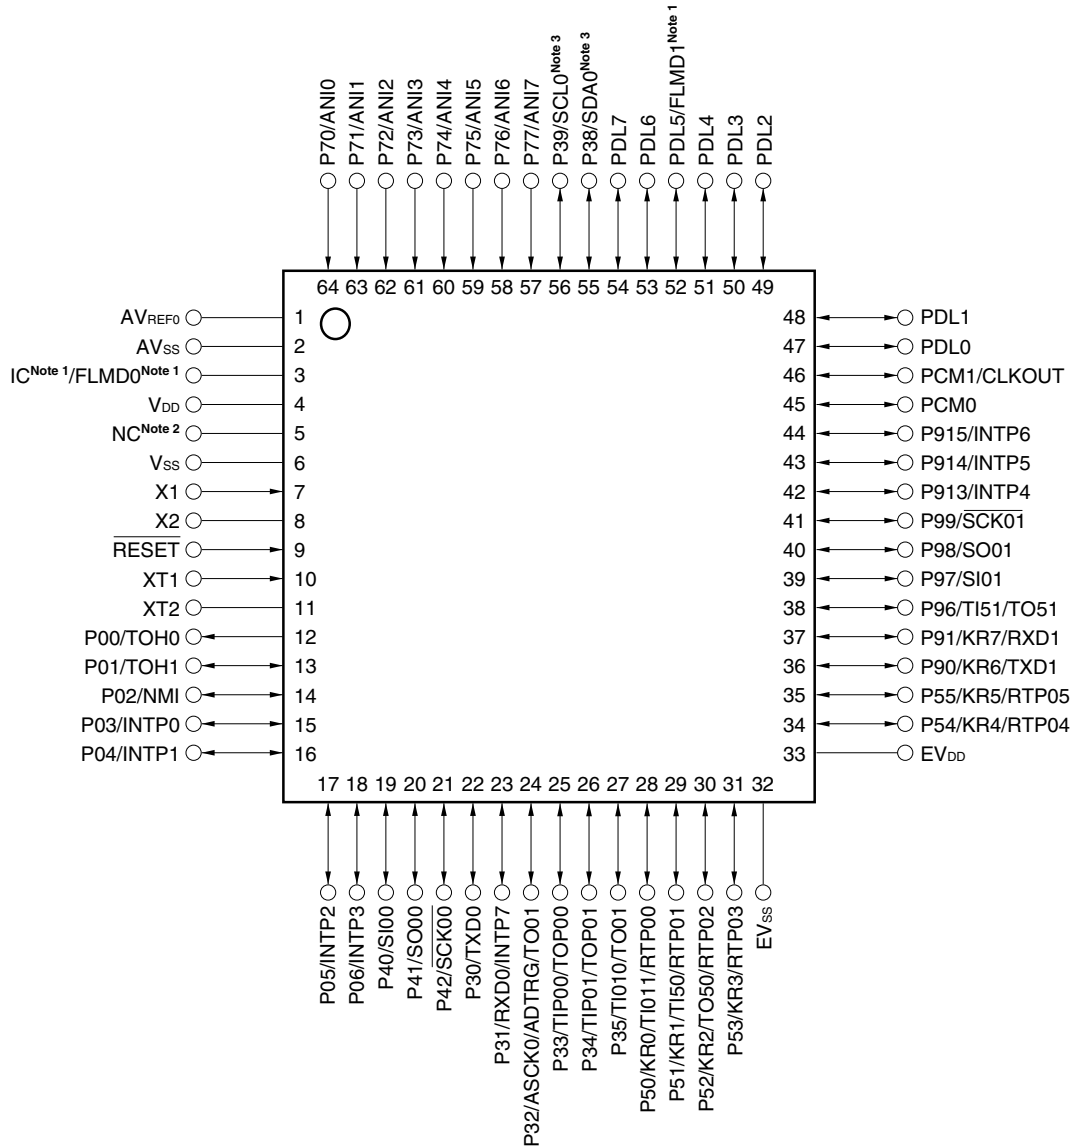 P70/ANI0
P71/ANI1
P72/ANI2
P73/ANI3
P74/ANI4
P75/ANI5
P76/ANI6
P77/ANI7
P39/SCL0Note 3
P38/SDA0Note 3
PDL7
PDL6
PDL5/FLMD1Note 1
PDL4
PDL3
PDL2
64 63 62 61 60 59 58 57 56 55 54 53 52 51 50 49
AVREF0 1
AVSS 2
ICNote 1/FLMD0Note 1 3
VDD 4
NCNote 2 5
VSS 6
X1 7
X2 8
RESET 9
XT1 10
XT2 11
P00/TOH0 12
P01/TOH1 13
P02/NMI 14
P03/INTP0 15
P04/INTP1 16
48 PDL1
47 PDL0
46 PCM1/CLKOUT
45 PCM0
44 P915/INTP6
43 P914/INTP5
42 P913/INTP4
41 P99/SCK01
40 P98/SO01
39 P97/SI01
38 P96/TI51/TO51
37 P91/KR7/RXD1
36 P90/KR6/TXD1
35 P55/KR5/RTP05
34 P54/KR4/RTP04
33 EVDD
17 18 19 20 21 22 23 24 25 26 27 28 29 30 31 32
P05/INTP2
P06/INTP3
P40/SI00
P41/SO00
P42/SCK00
P30/TXD0
P31/RXD0/INTP7
P32/ASCK0/ADTRG/TO01
P33/TIP00/TOP00
P34/TIP01/TOP01
P35/TI010/TO01
P50/KR0/TI011/RTP00
P51/KR1/TI50/RTP01
P52/KR2/TO50/RTP02
P53/KR3/RTP03
EVSS